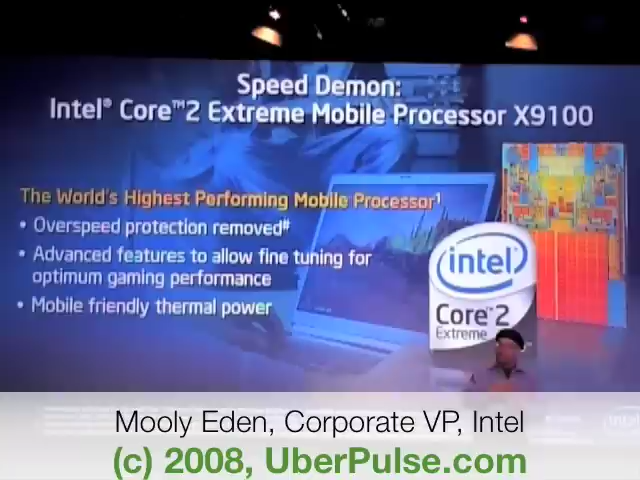 Speed Demon:
Intel® Core™2 Extreme Mobile Processor X9100
The World's Highest Performing Mobile Processor¹
• Overspeed protection removed#
• Advanced features to allow fine tuning for
optimum gaming performance
• Mobile friendly thermal power
intel®
Core™2
Extreme
intel
Mooly Eden, Corporate VP, Intel
(c) 2008, UberPulse.com